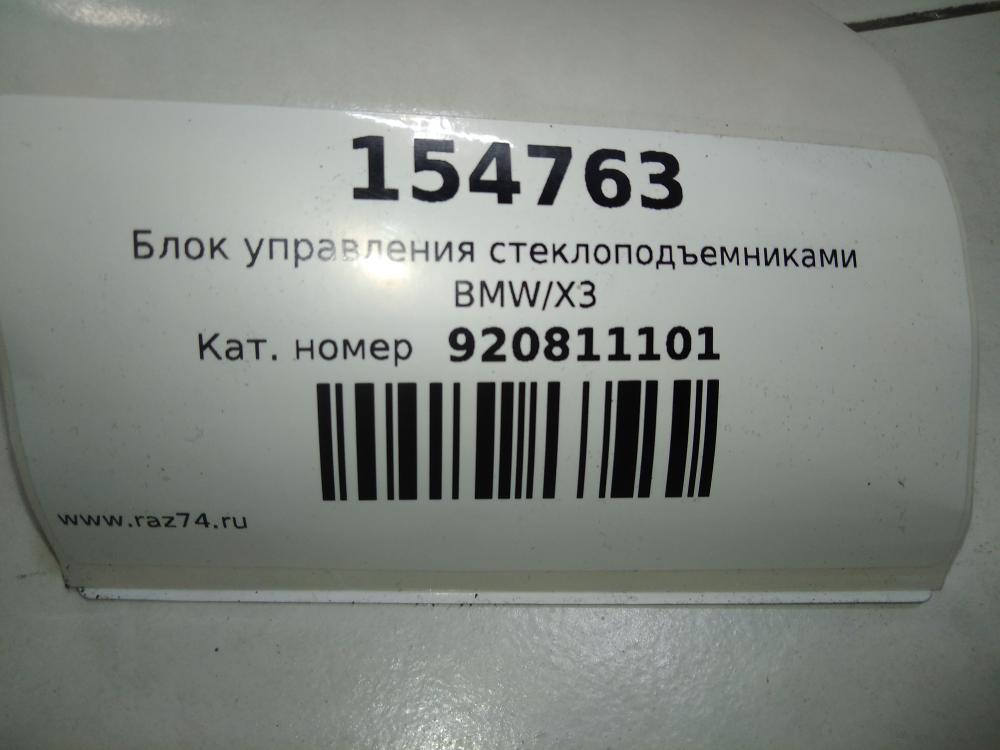 154763
Блок управления стеклоподъемниками
BMW/X3
Кат. номер 920811101
www.raz74.ru